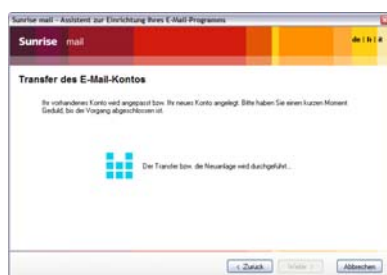 Sunrise mail - Assistent zur Einrichtung Ihres E-Mail-Programms
Sunrise mail
de | fr | it
Transfer des E-Mail-Kontos
Ihr vorhandenes Konto wird angepasst bzw. Ihr neues Konto angelegt. Bitte haben Sie einen kurzen Moment
Geduld, bis der Vorgang abgeschlossen ist.
Der Transfer bzw. die Neuanlage wird durchgeführt...
< Zurück
Weiter >
Abbrechen